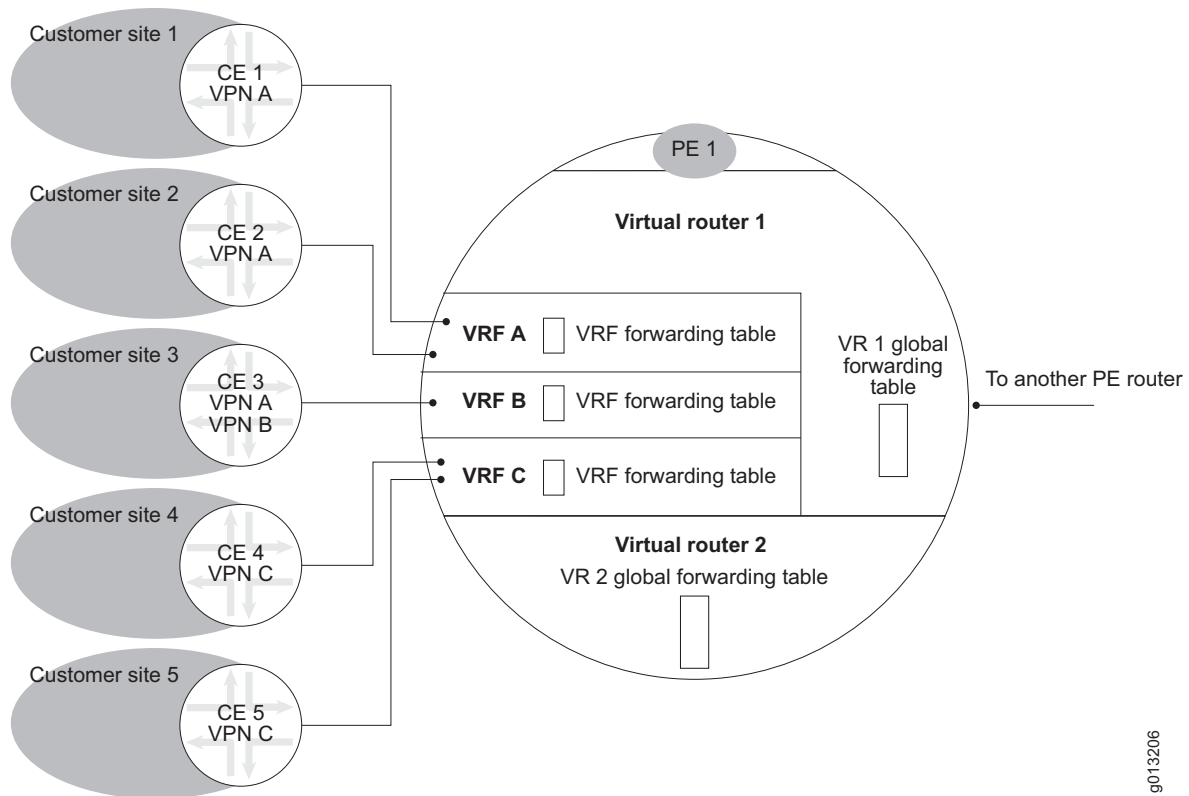 Customer site 1
CE 1
VPN A
Customer site 2
CE 2
VPN A
Customer site 3
CE 3
VPN A
VPN B
Customer site 4
CE 4
VPN C
Customer site 5
CE 5
VPN C
PE 1
Virtual router 1
VRF A VRF forwarding table
VRF B VRF forwarding table
VRF C VRF forwarding table
VR 1 global
forwarding
table
To another PE router
Virtual router 2
VR 2 global forwarding table
g013206